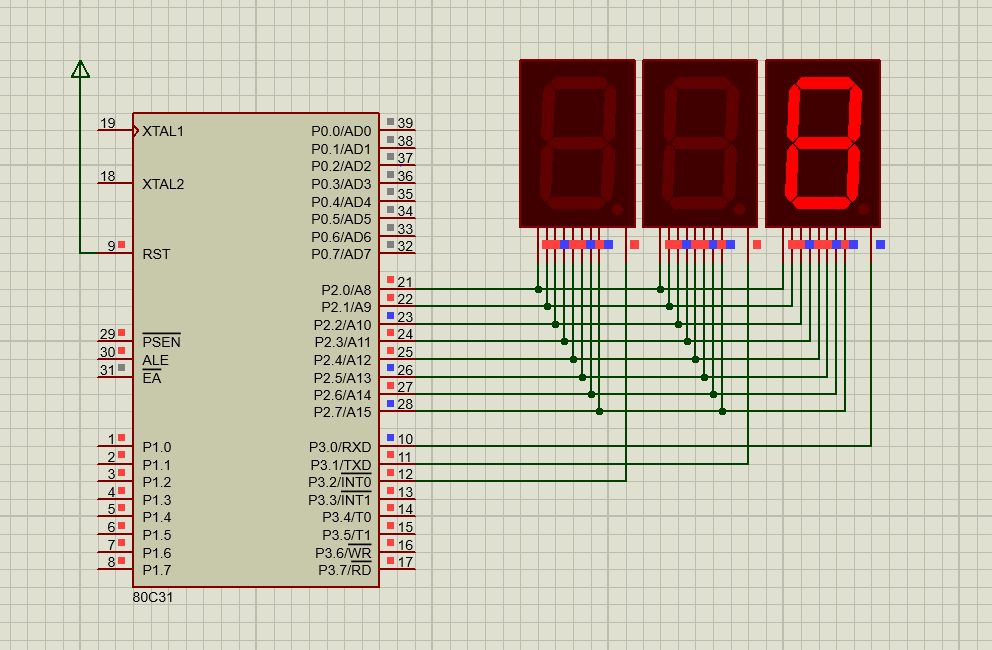 19 XTAL1 P0.0/AD0 39
P0.1/AD1 38
P0.2/AD2 37
18 XTAL2 P0.3/AD3 36
P0.4/AD4 35
P0.5/AD5 34
P0.6/AD6 33
9 RST P0.7/AD7 32
P2.0/A8 21
P2.1/A9 22
P2.2/A10 23
29 PSEN P2.3/A11 24
30 ALE P2.4/A12 25
31 EA P2.5/A13 26
P2.6/A14 27
P2.7/A15 28
1 P1.0 P3.0/RXD 10
2 P1.1 P3.1/TXD 11
3 P1.2 P3.2/INT0 12
4 P1.3 P3.3/INT1 13
5 P1.4 P3.4/T0 14
6 P1.5 P3.5/T1 15
7 P1.6 P3.6/WR 16
8 P1.7 P3.7/RD 17
80C31
8